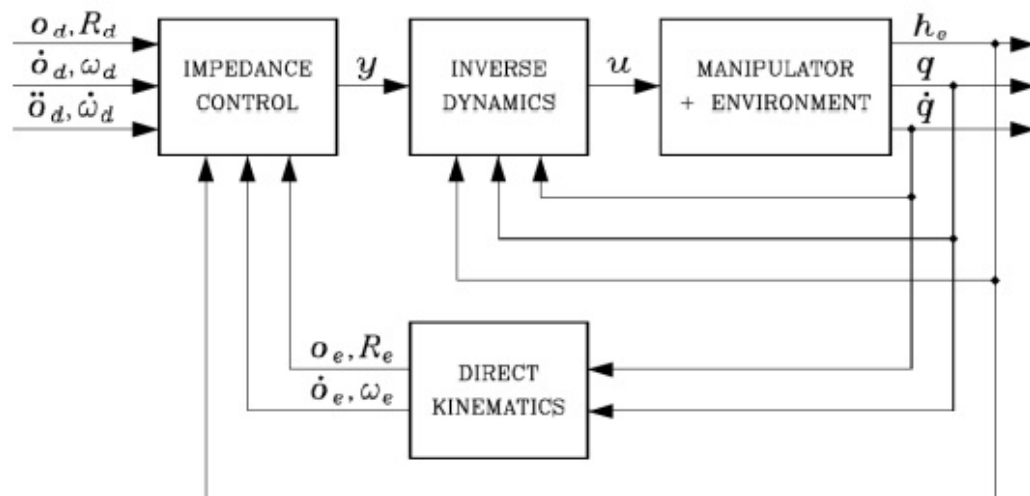 o_d, R_d
ȯ_d, ω_d
ö_d, ω̇_d
IMPEDANCE
CONTROL
y
INVERSE
DYNAMICS
u
MANIPULATOR
+ ENVIRONMENT
h_e
q
q̇
o_e, R_e
ȯ_e, ω_e
DIRECT
KINEMATICS